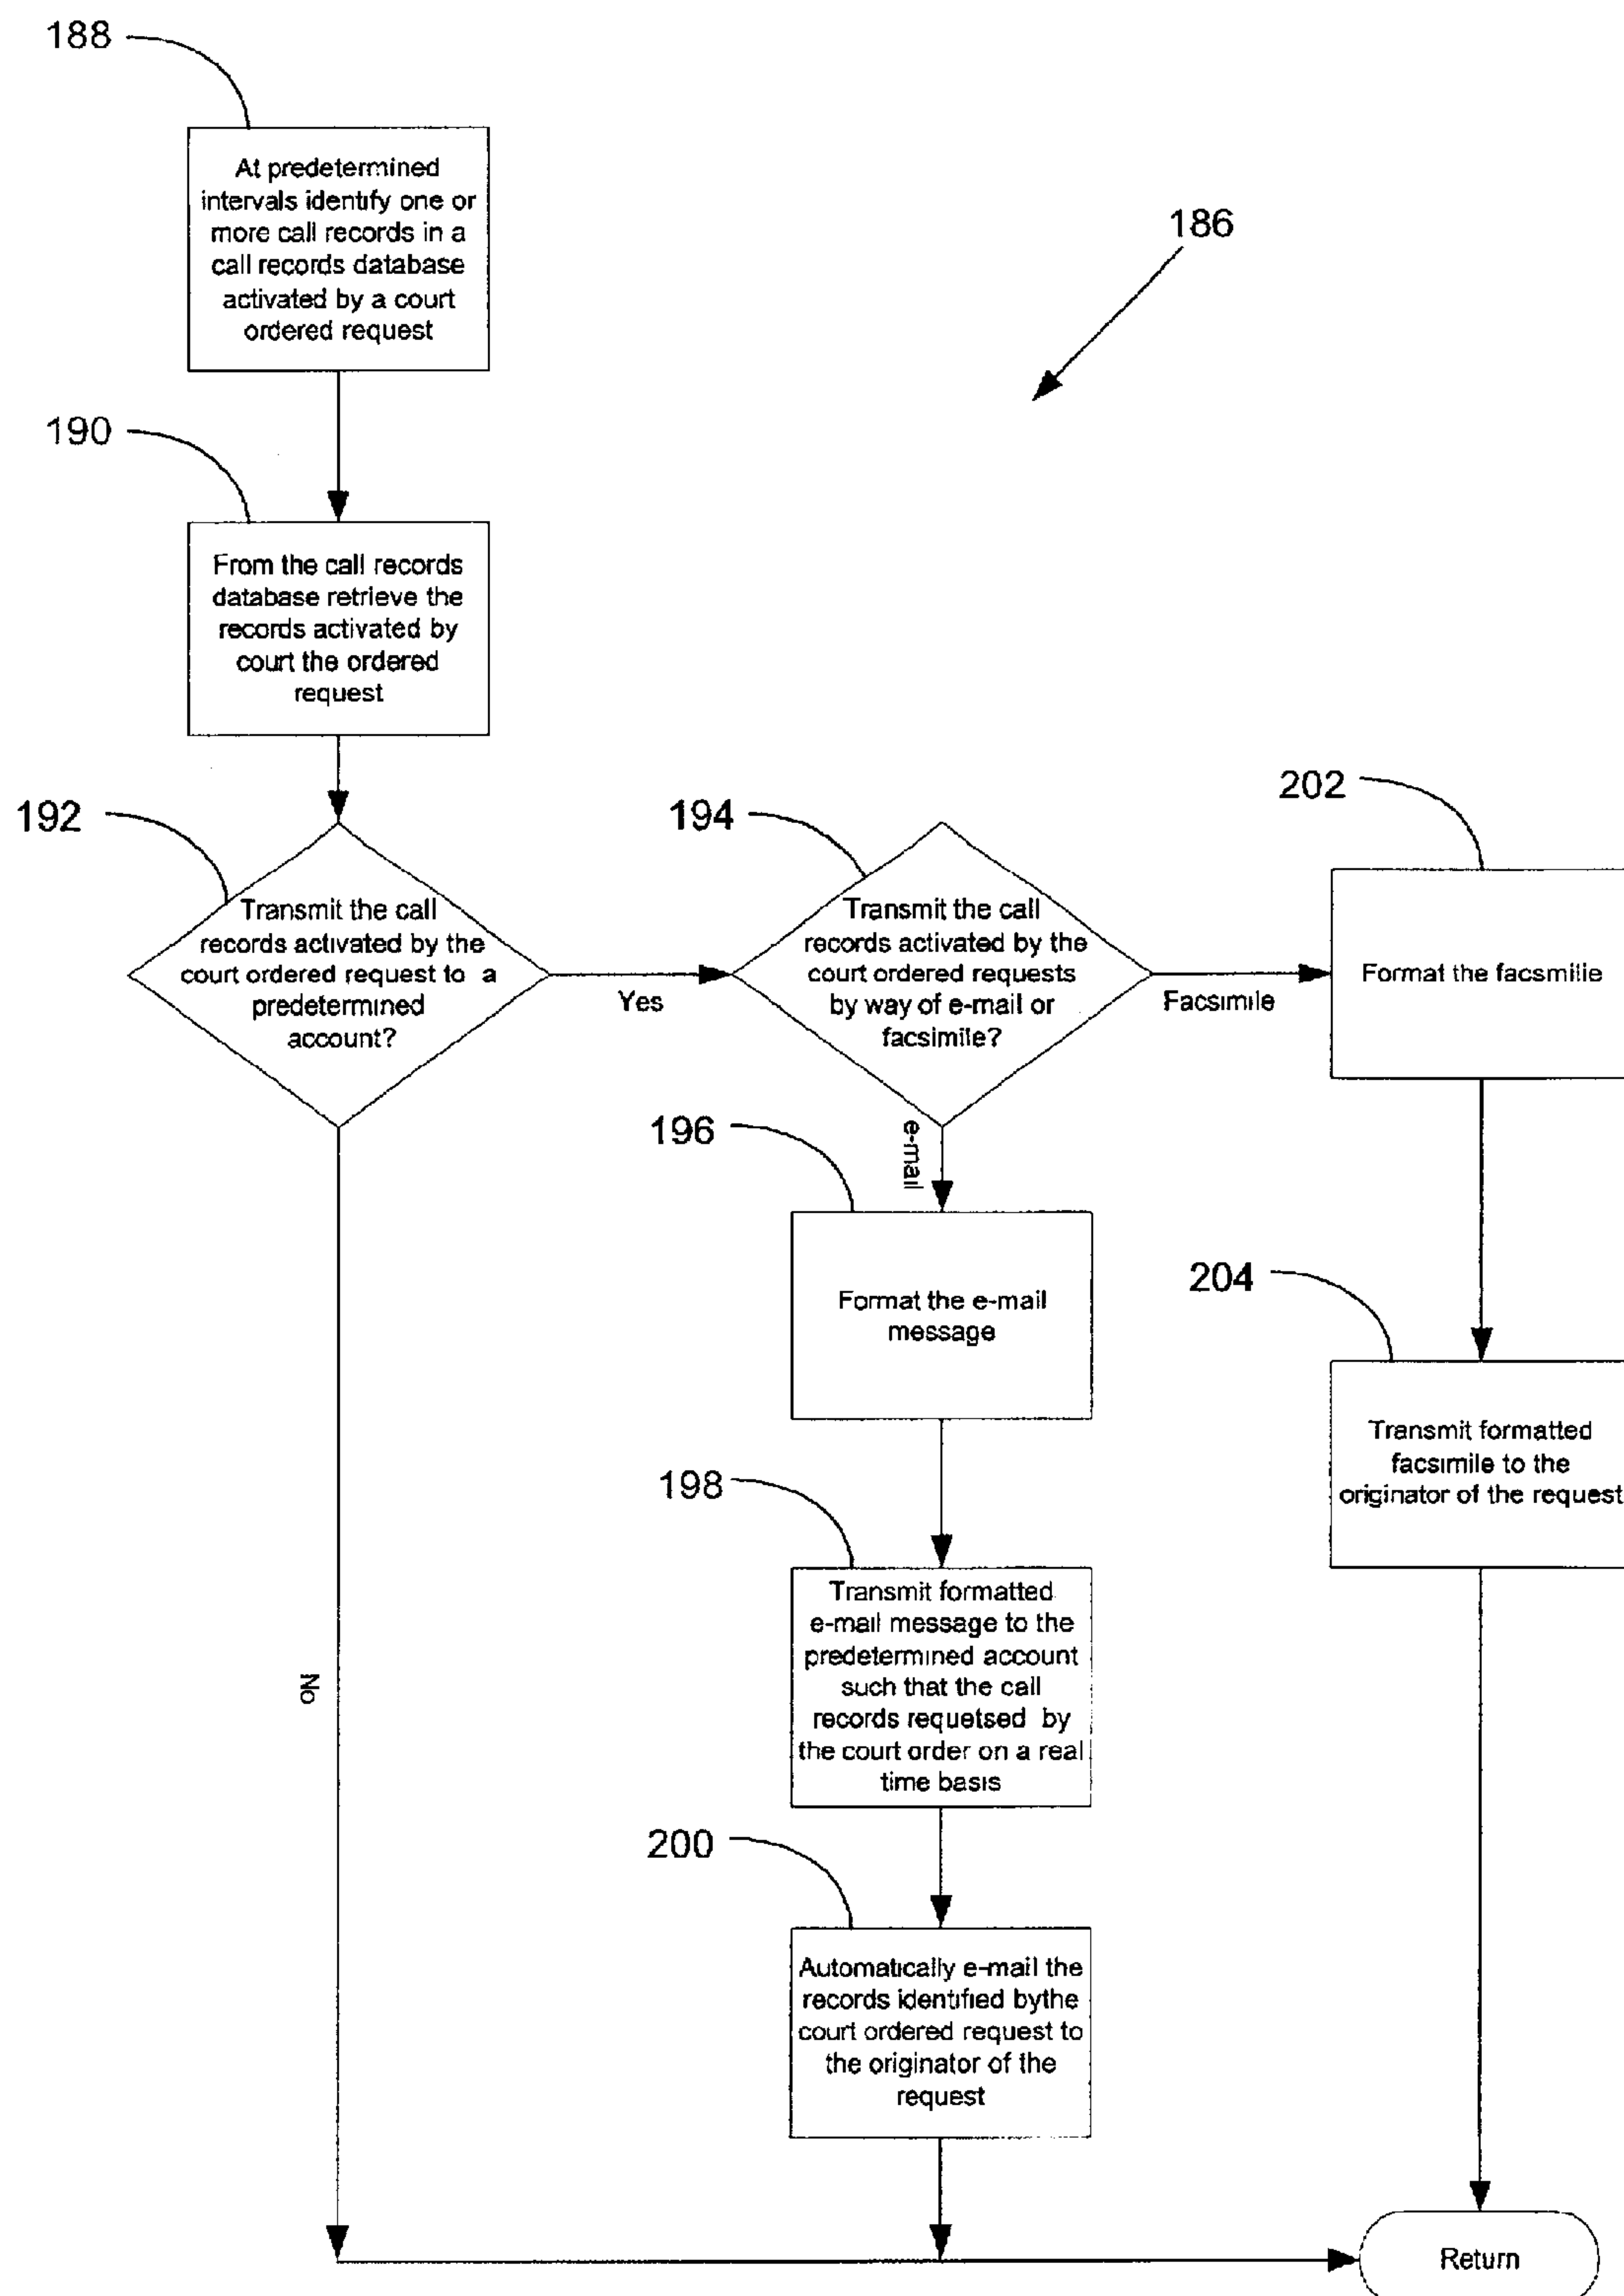 188
At predetermined
intervals identify one or
more call records in a
call records database
activated by a court
ordered request
186
190
From the call records
database retrieve the
records activated by
court the ordered
request
192
Transmit the call
records activated by the
court ordered request to a
predetermined
account?
Yes
194
Transmit the call
records activated by the
court ordered requests
by way of e-mail or
facsimile?
Facsimile
202
Format the facsmilie
e-mail
196
Format the e-mail
message
204
Transmit formatted
facsimile to the
originator of the request
198
Transmit formatted
e-mail message to the
predetermined account
such that the call
records requetsed by
the court order on a real
time basis
No
200
Automatically e-mail the
records identified bythe
court ordered request to
the originator of the
request
Return